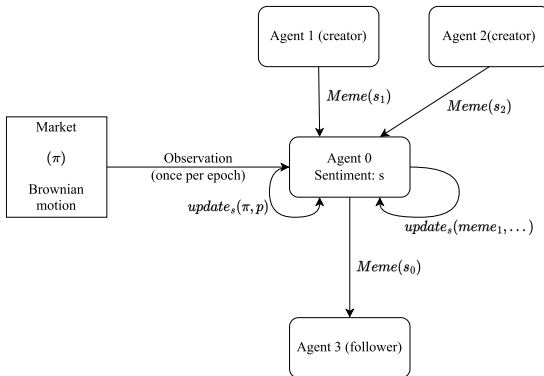 Agent 1 (creator)
Agent 2(creator)
Meme(s₁)
Meme(s₂)
Market
(π)
Brownian
motion
Observation
(once per epoch)
Agent 0
Sentiment: s
updateₛ(π, p)
updateₛ(meme₁, . . . )
Meme(s₀)
Agent 3 (follower)